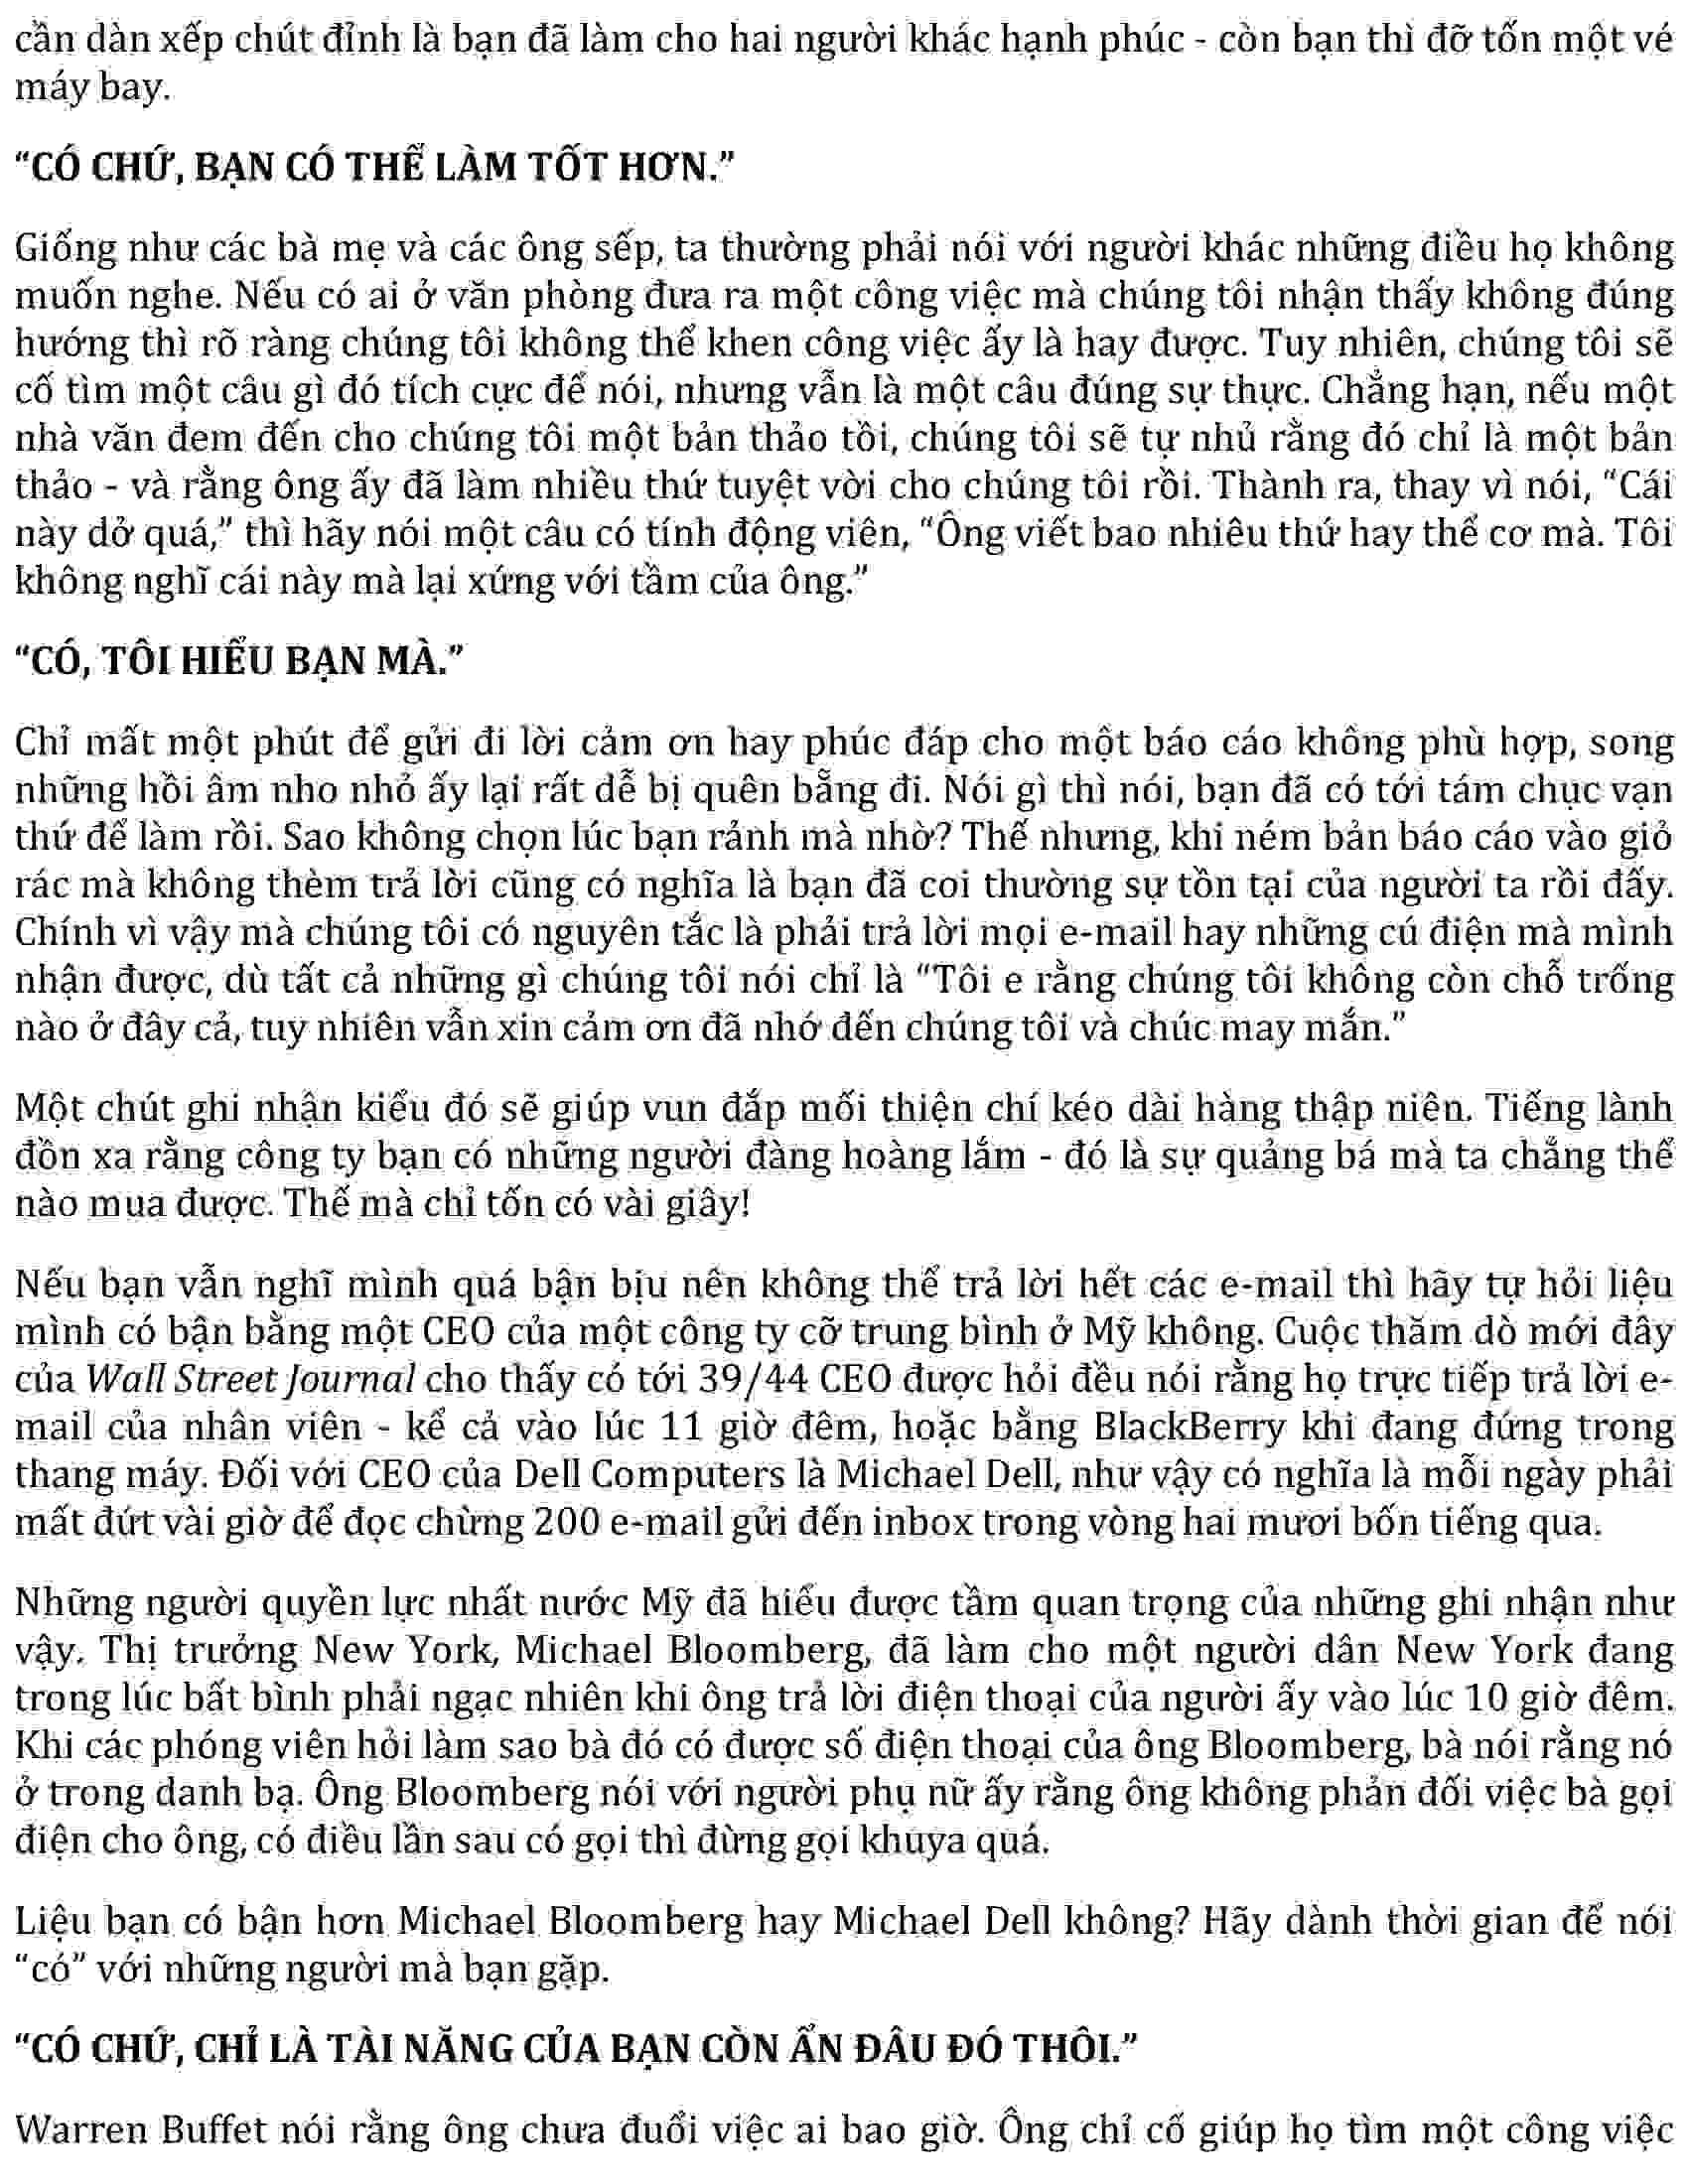 cần dàn xếp chút đỉnh là bạn đã làm cho hai người khác hạnh phúc - còn bạn thì đỡ tốn một vé
máy bay.
“CÓ CHỨ, BẠN CÓ THỂ LÀM TỐT HƠN.”
Giống như các bà mẹ và các ông sếp, ta thường phải nói với người khác những điều họ không
muốn nghe. Nếu có ai ở văn phòng đưa ra một công việc mà chúng tôi nhận thấy không đúng
hướng thì rõ ràng chúng tôi không thể khen công việc ấy là hay được. Tuy nhiên, chúng tôi sẽ
cố tìm một câu gì đó tích cực để nói, nhưng vẫn là một câu đúng sự thực. Chẳng hạn, nếu một
nhà văn đem đến cho chúng tôi một bản thảo tồi, chúng tôi sẽ tự nhủ rằng đó chỉ là một bản
thảo - và rằng ông ấy đã làm nhiều thứ tuyệt vời cho chúng tôi rồi. Thành ra, thay vì nói, “Cái
này dở quá,” thì hãy nói một câu có tính động viên, “Ông viết bao nhiêu thứ hay thế cơ mà. Tôi
không nghĩ cái này mà lại xứng với tầm của ông.”
“CÓ, TÔI HIỂU BẠN MÀ.”
Chỉ mất một phút để gửi đi lời cảm ơn hay phúc đáp cho một báo cáo không phù hợp, song
những hồi âm nho nhỏ ấy lại rất dễ bị quên bẵng đi. Nói gì thì nói, bạn đã có tới tám chục vạn
thứ để làm rồi. Sao không chọn lúc bạn rảnh mà nhờ? Thế nhưng, khi ném bản báo cáo vào giỏ
rác mà không thèm trả lời cũng có nghĩa là bạn đã coi thường sự tồn tại của người ta rồi đấy.
Chính vì vậy mà chúng tôi có nguyên tắc là phải trả lời mọi e-mail hay những cú điện mà mình
nhận được, dù tất cả những gì chúng tôi nói chỉ là “Tôi e rằng chúng tôi không còn chỗ trống
nào ở đây cả, tuy nhiên vẫn xin cảm ơn đã nhớ đến chúng tôi và chúc may mắn.”
Một chút ghi nhận kiểu đó sẽ giúp vun đắp mối thiện chí kéo dài hàng thập niên. Tiếng lành
đồn xa rằng công ty bạn có những người đàng hoàng lắm - đó là sự quảng bá mà ta chẳng thể
nào mua được. Thế mà chỉ tốn có vài giây!
Nếu bạn vẫn nghĩ mình quá bận bịu nên không thể trả lời hết các e-mail thì hãy tự hỏi liệu
mình có bận bằng một CEO của một công ty cỡ trung bình ở Mỹ không. Cuộc thăm dò mới đây
của Wall Street Journal cho thấy có tới 39/44 CEO được hỏi đều nói rằng họ trực tiếp trả lời e-
mail của nhân viên - kể cả vào lúc 11 giờ đêm, hoặc bằng BlackBerry khi đang đứng trong
thang máy. Đối với CEO của Dell Computers là Michael Dell, như vậy có nghĩa là mỗi ngày phải
mất đứt vài giờ để đọc chừng 200 e-mail gửi đến inbox trong vòng hai mươi bốn tiếng qua.
Những người quyền lực nhất nước Mỹ đã hiểu được tầm quan trọng của những ghi nhận như
vậy. Thị trưởng New York, Michael Bloomberg, đã làm cho một người dân New York đang
trong lúc bất bình phải ngạc nhiên khi ông trả lời điện thoại của người ấy vào lúc 10 giờ đêm.
Khi các phóng viên hỏi làm sao bà đó có được số điện thoại của ông Bloomberg, bà nói rằng nó
ở trong danh bạ. Ông Bloomberg nói với người phụ nữ ấy rằng ông không phản đối việc bà gọi
điện cho ông, có điều lần sau có gọi thì đừng gọi khuya quá.
Liệu bạn có bận hơn Michael Bloomberg hay Michael Dell không? Hãy dành thời gian để nói
“có” với những người mà bạn gặp.
“CÓ CHỨ, CHỈ LÀ TÀI NĂNG CỦA BẠN CÒN ẨN ĐÂU ĐÓ THÔI.”
Warren Buffet nói rằng ông chưa đuổi việc ai bao giờ. Ông chỉ cố giúp họ tìm một công việc